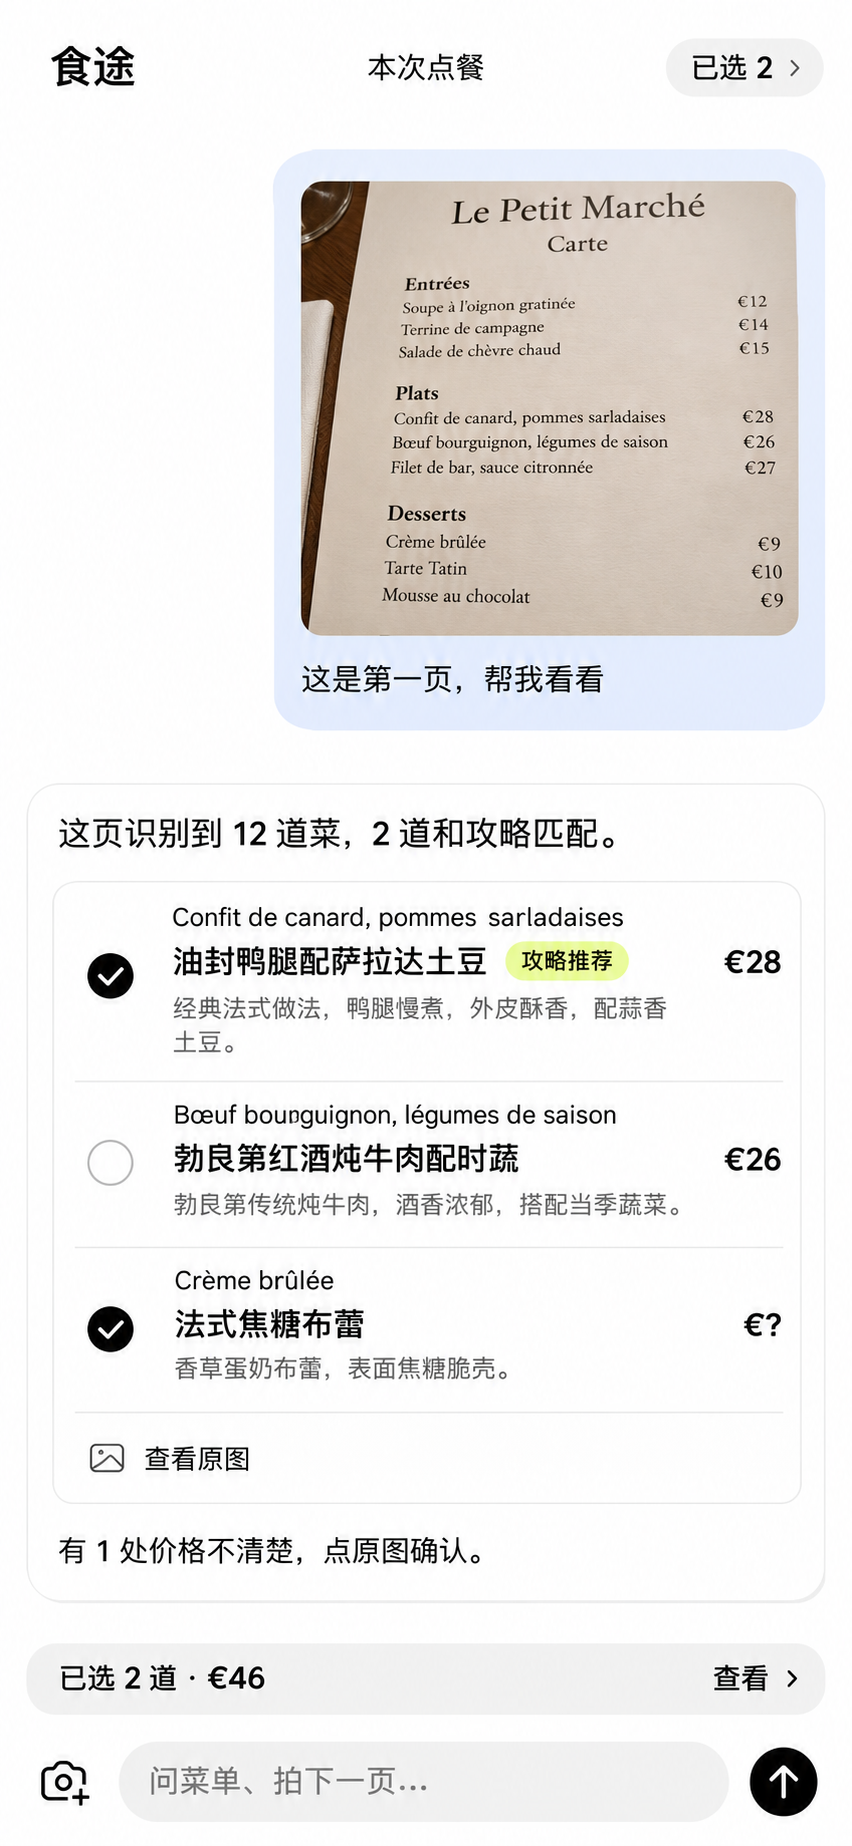 食途
本次点餐
已选 2 >
Le Petit Marché
Carte
Entrées
Soupe à l'oignon gratinée €12
Terrine de campagne €14
Salade de chèvre chaud €15
Plats
Confit de canard, pommes sarladaises €28
Bœuf bourguignon, légumes de saison €26
Filet de bar, sauce citronnée €27
Desserts
Crème brûlée €9
Tarte Tatin €10
Mousse au chocolat €9
这是第一页，帮我看看
这页识别到 12 道菜，2 道和攻略匹配。
Confit de canard, pommes sarladaises
油封鸭腿配萨拉达土豆 攻略推荐 €28
经典法式做法，鸭腿慢煮，外皮酥香，配蒜香
土豆。
Bœuf bourguignon, légumes de saison
勃良第红酒炖牛肉配时蔬 €26
勃良第传统炖牛肉，酒香浓郁，搭配当季蔬菜。
Crème brûlée
法式焦糖布蕾 €?
香草蛋奶布蕾，表面焦糖脆壳。
查看原图
有 1 处价格不清楚，点原图确认。
已选 2 道 · €46 查看 >
问菜单、拍下一页...